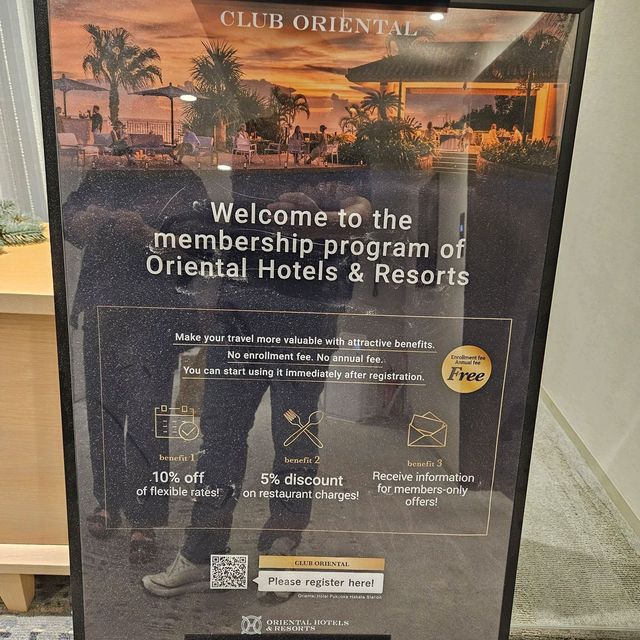 CLUB ORIENTAL
Welcome to the
membership program of
Oriental Hotels & Resorts
Make your travel more valuable with attractive benefits.
No enrollment fee. No annual fee.
You can start using it immediately after registration.
Enrollment fee
Annual fee
Free
benefit 1
10% off
of flexible rates!
benefit 2
5% discount
on restaurant charges!
benefit 3
Receive information
for members-only
offers!
CLUB ORIENTAL
Please register here!
Oriental Hotel Fukuoka Hakata Station
ORIENTAL HOTELS
& RESORTS